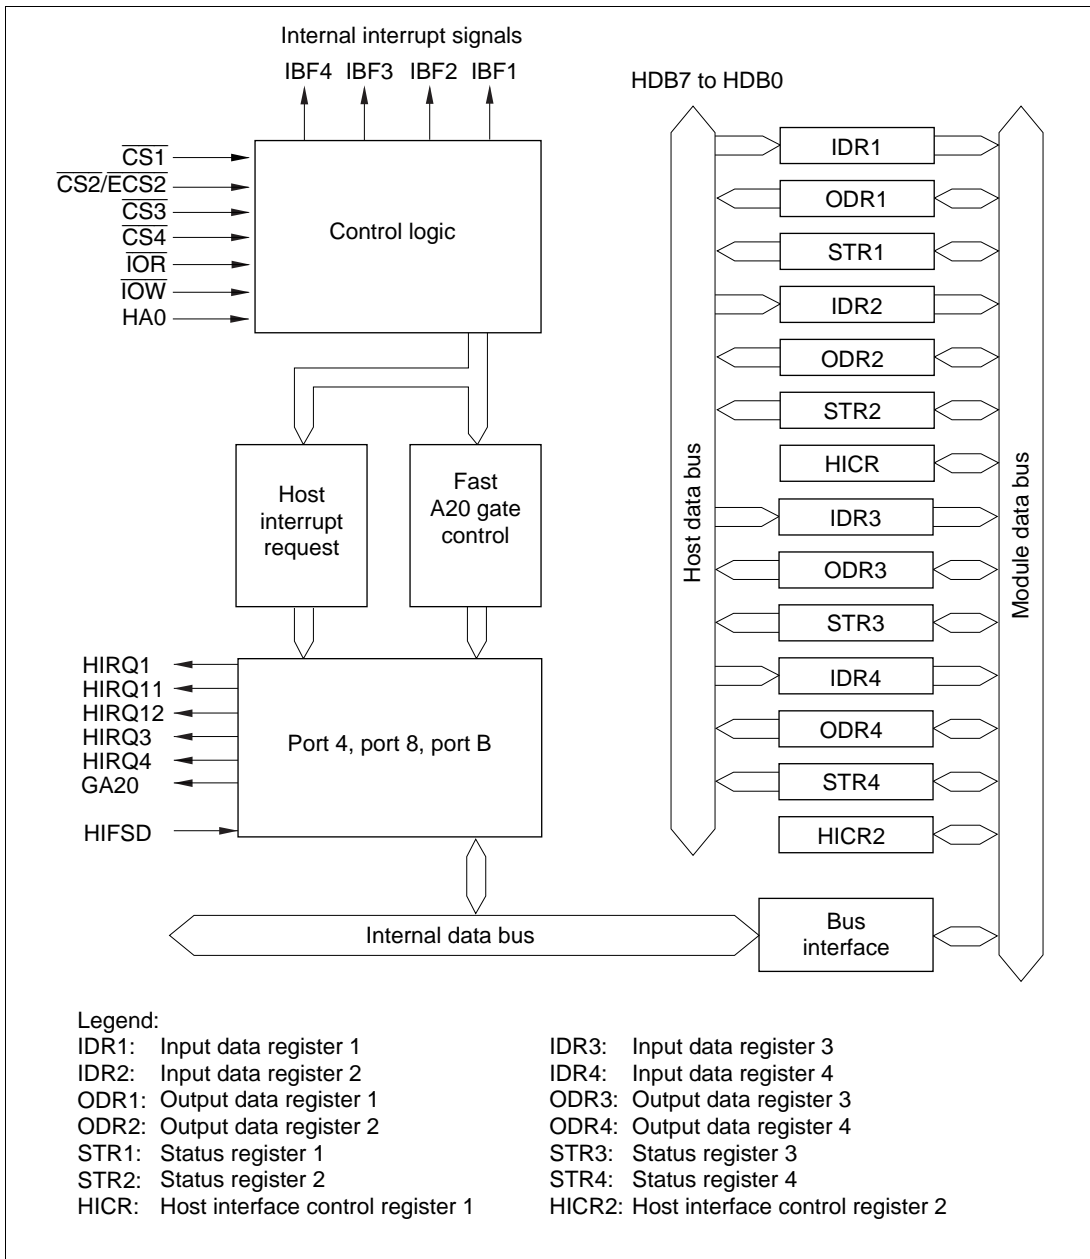 Internal interrupt signals
IBF4 IBF3 IBF2 IBF1
HDB7 to HDB0
CS1
CS2/ECS2
CS3
CS4
IOR
IOW
HA0
Control logic
Host
interrupt
request
Fast
A20 gate
control
HIRQ1
HIRQ11
HIRQ12
HIRQ3
HIRQ4
GA20
HIFSD
Port 4, port 8, port B
Host data bus
IDR1
ODR1
STR1
IDR2
ODR2
STR2
HICR
IDR3
ODR3
STR3
IDR4
ODR4
STR4
HICR2
Module data bus
Internal data bus
Bus
interface
Legend:
IDR1: Input data register 1
IDR2: Input data register 2
ODR1: Output data register 1
ODR2: Output data register 2
STR1: Status register 1
STR2: Status register 2
HICR: Host interface control register 1
IDR3: Input data register 3
IDR4: Input data register 4
ODR3: Output data register 3
ODR4: Output data register 4
STR3: Status register 3
STR4: Status register 4
HICR2: Host interface control register 2